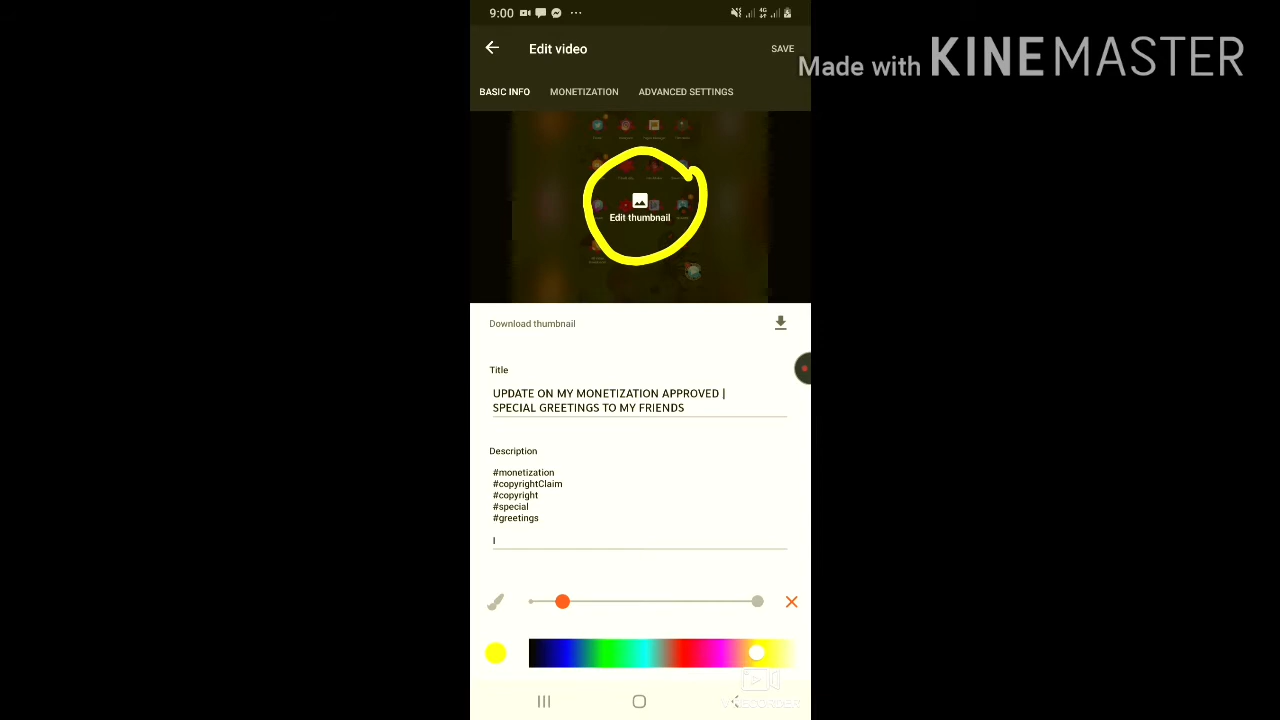 9:00
4G
Edit video
SAVE
Made with KINEMASTER
BASIC INFO MONETIZATION ADVANCED SETTINGS
Edit thumbnail
Download thumbnail
Title
UPDATE ON MY MONETIZATION APPROVED |
SPECIAL GREETINGS TO MY FRIENDS
Description
#monetization
#copyrightClaim
#copyright
#special
#greetings
I